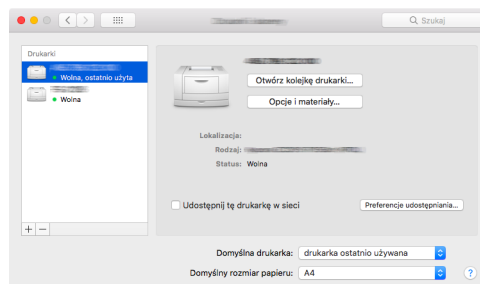 Szukaj
Drukarki
Wolna, ostatnio użyta
Wolna
Otwórz kolejkę drukarki...
Opcje i materiały...
Lokalizacja:
Rodzaj:
Status: Wolna
Udostępnij tę drukarkę w sieci
Preferencje udostępniania...
+ −
Domyślna drukarka: drukarka ostatnio używana
Domyślny rozmiar papieru: A4
?